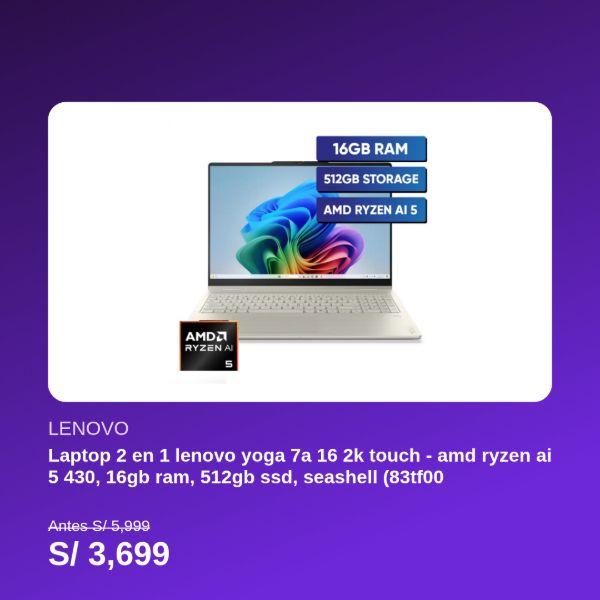 16GB RAM
512GB STORAGE
AMD RYZEN AI 5
AMD
RYZEN AI
5
LENOVO
Laptop 2 en 1 lenovo yoga 7a 16 2k touch - amd ryzen ai
5 430, 16gb ram, 512gb ssd, seashell (83tf00
Antes S/ 5,999
S/ 3,699